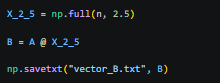 X_2_5 = np.full(n, 2.5)
B = A @ X_2_5
np.savetxt("vector_B.txt", B)